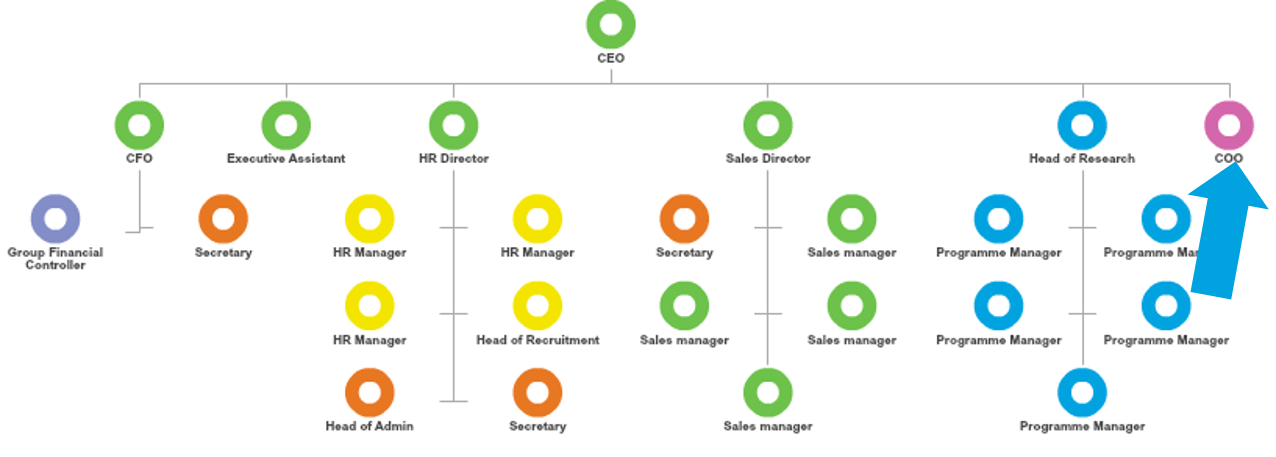 CEO
CFO
Executive Assistant
HR Director
Sales Director
Head of Research
COO
Group Financial
Controller
Secretary
HR Manager
HR Manager
Secretary
Sales manager
Programme Manager
Programme
HR Manager
Head of Recruitment
Sales manager
Sales manager
Programme Manager
Programme Manager
Head of Admin
Secretary
Sales manager
Programme Manager